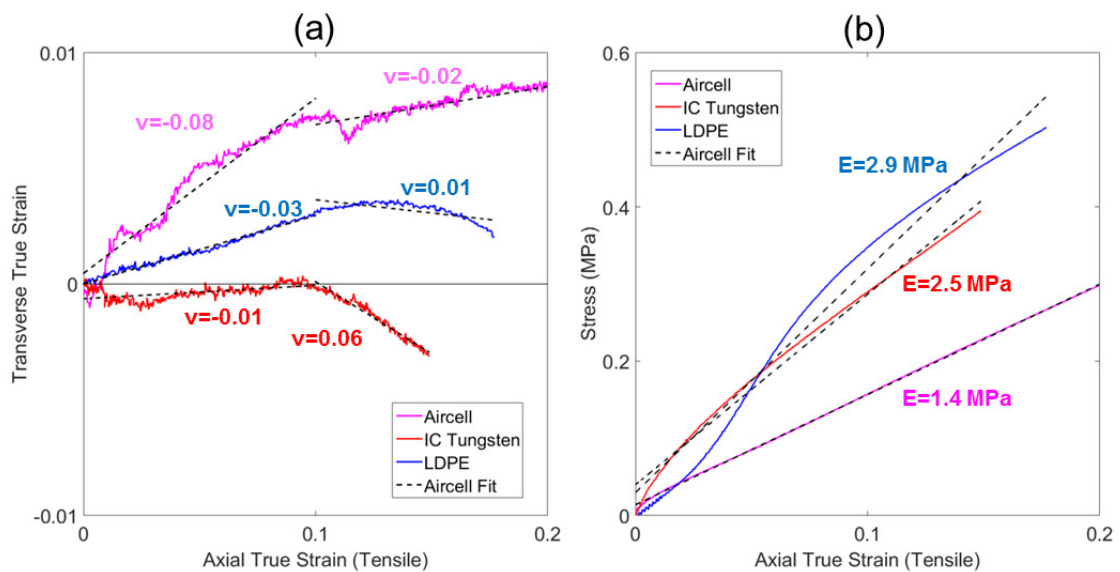 (a)
0.01
0
-0.01
0
0.1
0.2
Transverse True Strain
Axial True Strain (Tensile)
v=-0.08
v=-0.02
v=-0.03
v=0.01
v=-0.01
v=0.06
Aircell
IC Tungsten
LDPE
Aircell Fit
(b)
0.6
0.4
0.2
0
0
0.1
0.2
Stress (MPa)
Axial True Strain (Tensile)
Aircell
IC Tungsten
LDPE
Aircell Fit
E=2.9 MPa
E=2.5 MPa
E=1.4 MPa